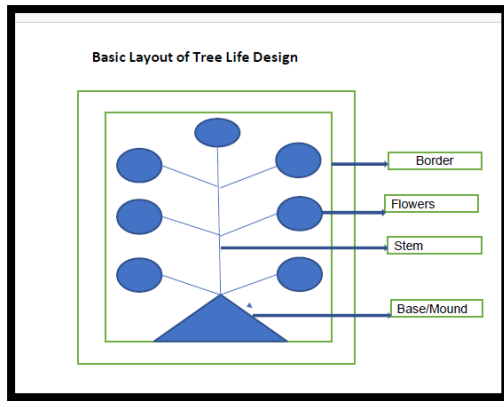 Basic Layout of Tree Life Design
Border
Flowers
Stem
Base/Mound